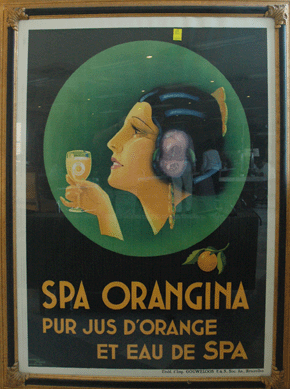 SPA ORANGINA
PUR JUS D'ORANGE
ET EAU DE SPA